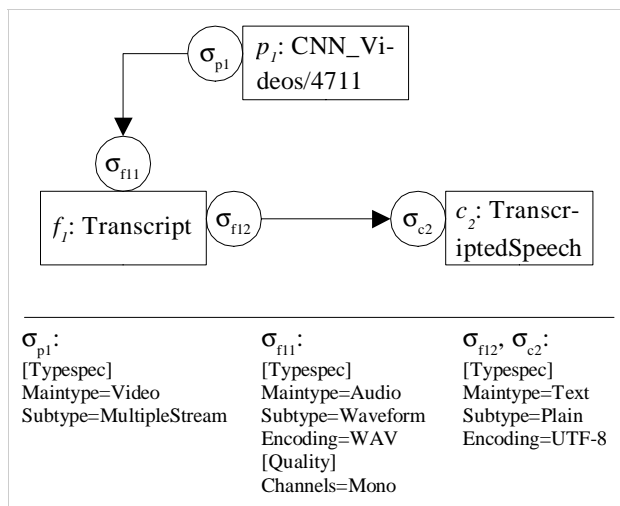 σp1
p1: CNN_Vi-
deos/4711
σf11
f1: Transcript
σf12
σc2
c2: Transcr-
iptedSpeech
σp1:
[Typespec]
Maintype=Video
Subtype=MultipleStream
σf11:
[Typespec]
Maintype=Audio
Subtype=Waveform
Encoding=WAV
[Quality]
Channels=Mono
σf12, σc2:
[Typespec]
Maintype=Text
Subtype=Plain
Encoding=UTF-8